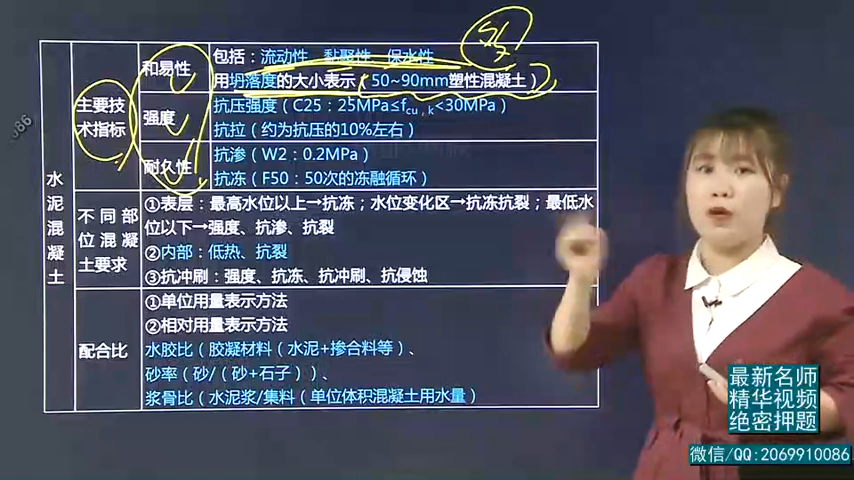 水泥混凝土
主要技术指标
和易性
包括：流动性、黏聚性、保水性
用坍落度的大小表示（50~90mm塑性混凝土）
强度
抗压强度（C25：25MPa≤fcu,k<30MPa）
抗拉（约为抗压的10%左右）
耐久性
抗渗（W2：0.2MPa）
抗冻（F50：50次的冻融循环）
不同部位混凝土要求
①表层：最高水位以上→抗冻；水位变化区→抗冻抗裂；最低水
位以下→强度、抗渗、抗裂
②内部：低热、抗裂
③抗冲刷：强度、抗冻、抗冲刷、抗侵蚀
配合比
①单位用量表示方法
②相对用量表示方法
水胶比（胶凝材料（水泥+掺合料等）、
砂率（砂/（砂+石子））、
浆骨比（水泥浆/集料（单位体积混凝土用水量）
最新名师
精华视频
绝密押题
微信/QQ:2069910086